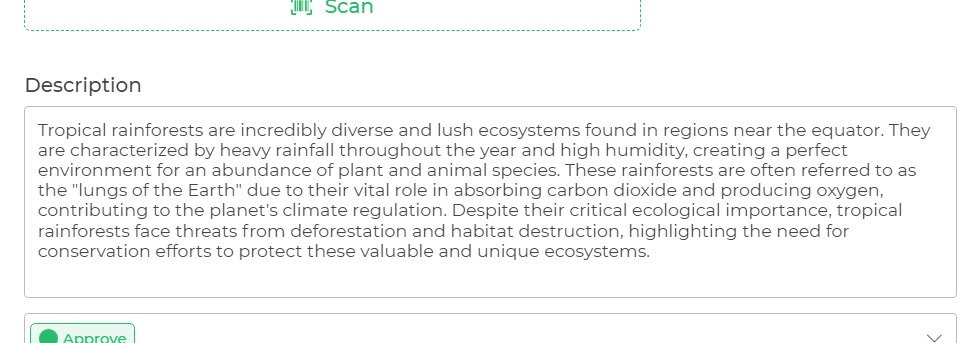 Scan
Description
Tropical rainforests are incredibly diverse and lush ecosystems found in regions near the equator. They
are characterized by heavy rainfall throughout the year and high humidity, creating a perfect
environment for an abundance of plant and animal species. These rainforests are often referred to as
the "lungs of the Earth" due to their vital role in absorbing carbon dioxide and producing oxygen,
contributing to the planet's climate regulation. Despite their critical ecological importance, tropical
rainforests face threats from deforestation and habitat destruction, highlighting the need for
conservation efforts to protect these valuable and unique ecosystems.
Approve